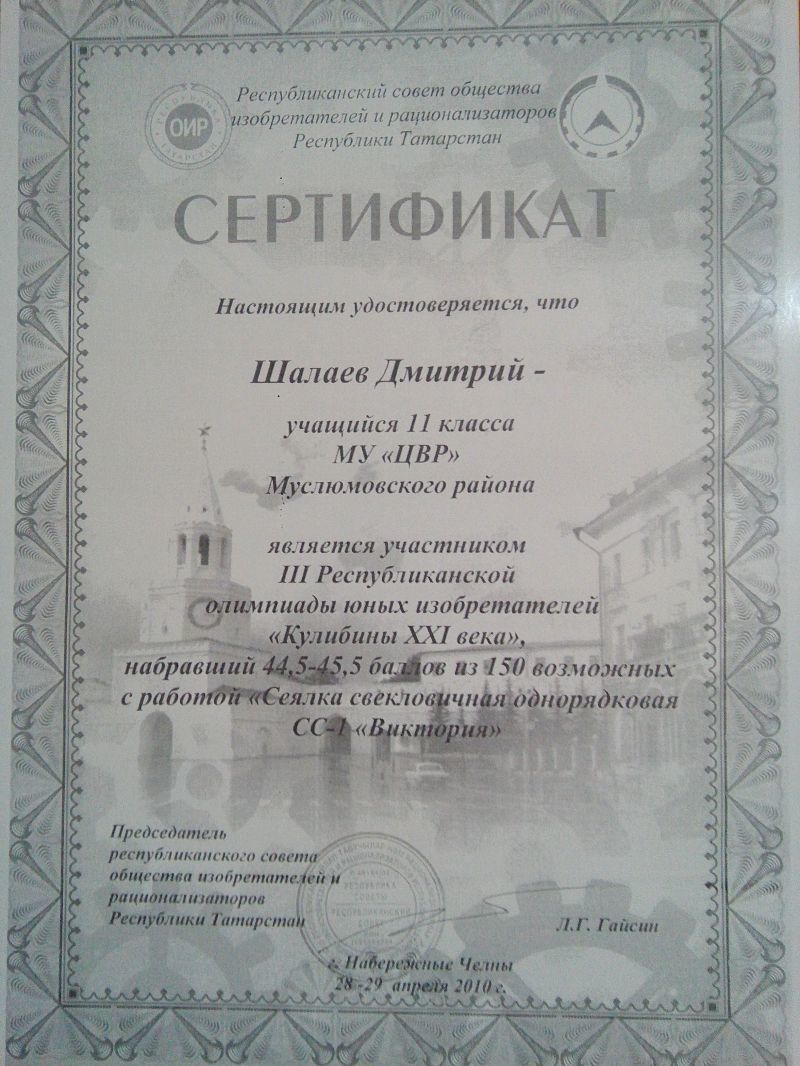 Республиканский совет общества
изобретателей и рационализаторов
Республики Татарстан
РЕСПУБЛИКА
ОИР
ТАТАРСТАН
СЕРТИФИКАТ
Настоящим удостоверяется, что
Шалаев Дмитрий -
учащийся 11 класса
МУ «ЦВР»
Муслюмовского района
является участником
III Республиканской
олимпиады юных изобретателей
«Кулибины XXI века»,
набравший 44,5-45,5 баллов из 150 возможных
с работой «Сеялка свекловичная однорядковая
СС-1 «Виктория»
Председатель
республиканского совета
общества изобретателей и
рационализаторов
Республики Татарстан
Л.Г. Гайсин
г. Набережные Челны
28 -29 апреля 2010 г.